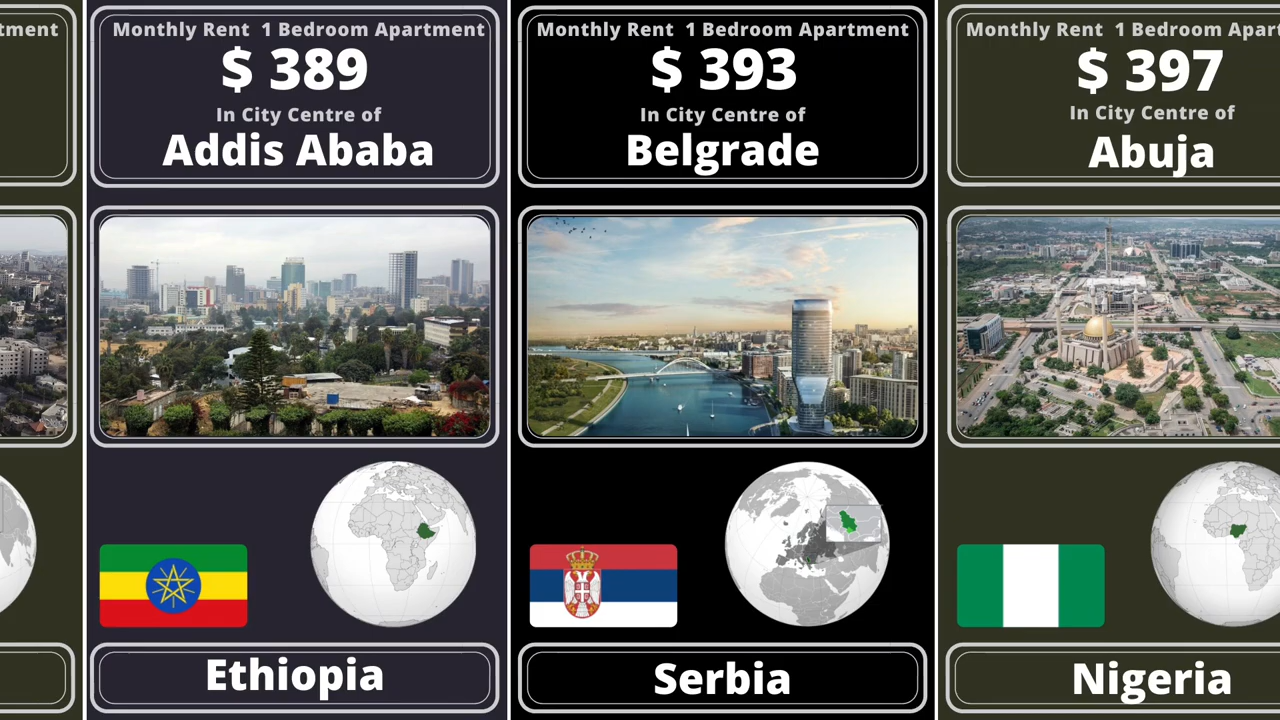 tment
Monthly Rent 1 Bedroom Apartment
$ 389
In City Centre of
Addis Ababa
Ethiopia
Monthly Rent 1 Bedroom Apartment
$ 393
In City Centre of
Belgrade
Serbia
Monthly Rent 1 Bedroom Apart
$ 397
In City Centre of
Abuja
Nigeria